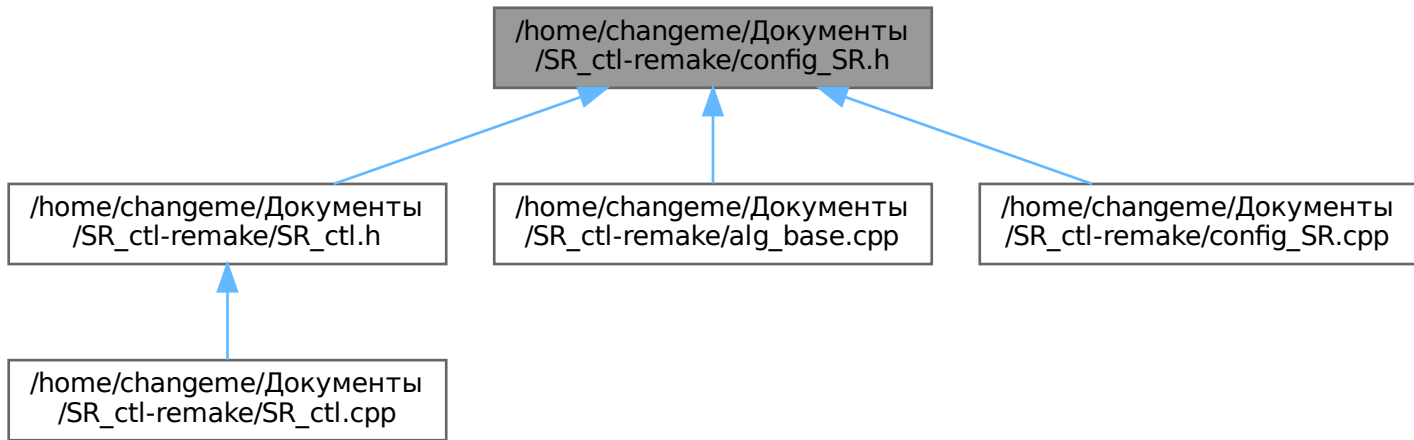 /home/changeme/Документы
/SR_ctl-remake/config_SR.h
/home/changeme/Документы
/SR_ctl-remake/SR_ctl.h
/home/changeme/Документы
/SR_ctl-remake/alg_base.cpp
/home/changeme/Документы
/SR_ctl-remake/config_SR.cpp
/home/changeme/Документы
/SR_ctl-remake/SR_ctl.cpp